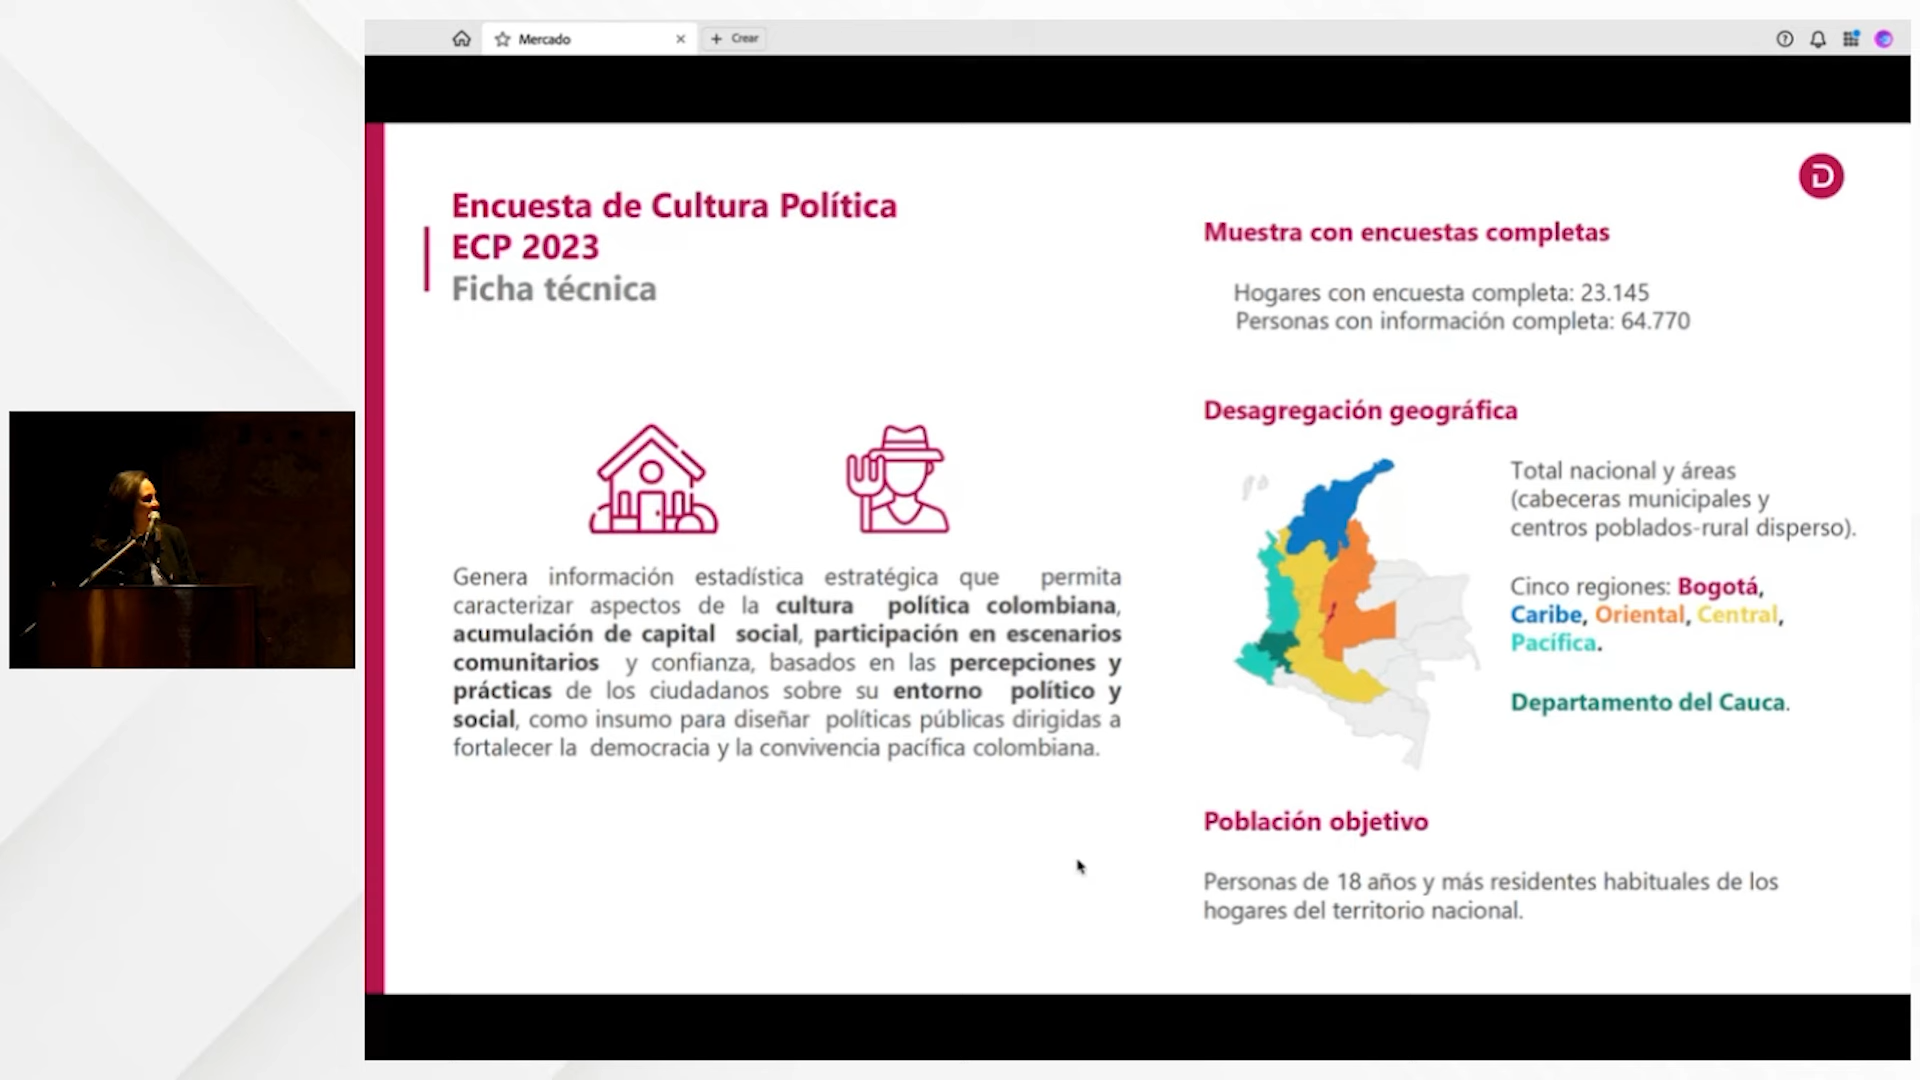 Mercado
Crear
Encuesta de Cultura Política
ECP 2023
Ficha técnica
Genera información estadística estratégica que permita
caracterizar aspectos de la cultura política colombiana,
acumulación de capital social, participación en escenarios
comunitarios y confianza, basados en las percepciones y
prácticas de los ciudadanos sobre su entorno político y
social, como insumo para diseñar políticas públicas dirigidas a
fortalecer la democracia y la convivencia pacífica colombiana.
Muestra con encuestas completas
Hogares con encuesta completa: 23.145
Personas con información completa: 64.770
Desagregación geográfica
Total nacional y áreas
(cabeceras municipales y
centros poblados-rural disperso).
Cinco regiones: Bogotá,
Caribe, Oriental, Central,
Pacífica.
Departamento del Cauca.
Población objetivo
Personas de 18 años y más residentes habituales de los
hogares del territorio nacional.